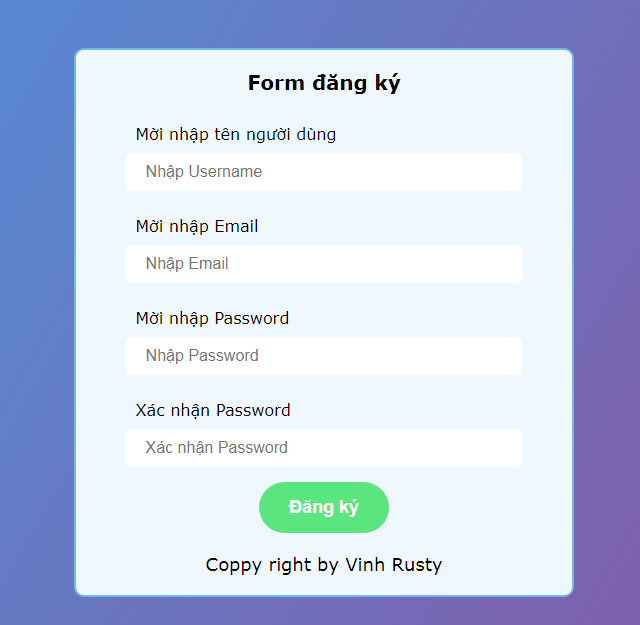 Form đăng ký
Mời nhập tên người dùng
Nhập Username
Mời nhập Email
Nhập Email
Mời nhập Password
Nhập Password
Xác nhận Password
Xác nhận Password
Đăng ký
Coppy right by Vinh Rusty